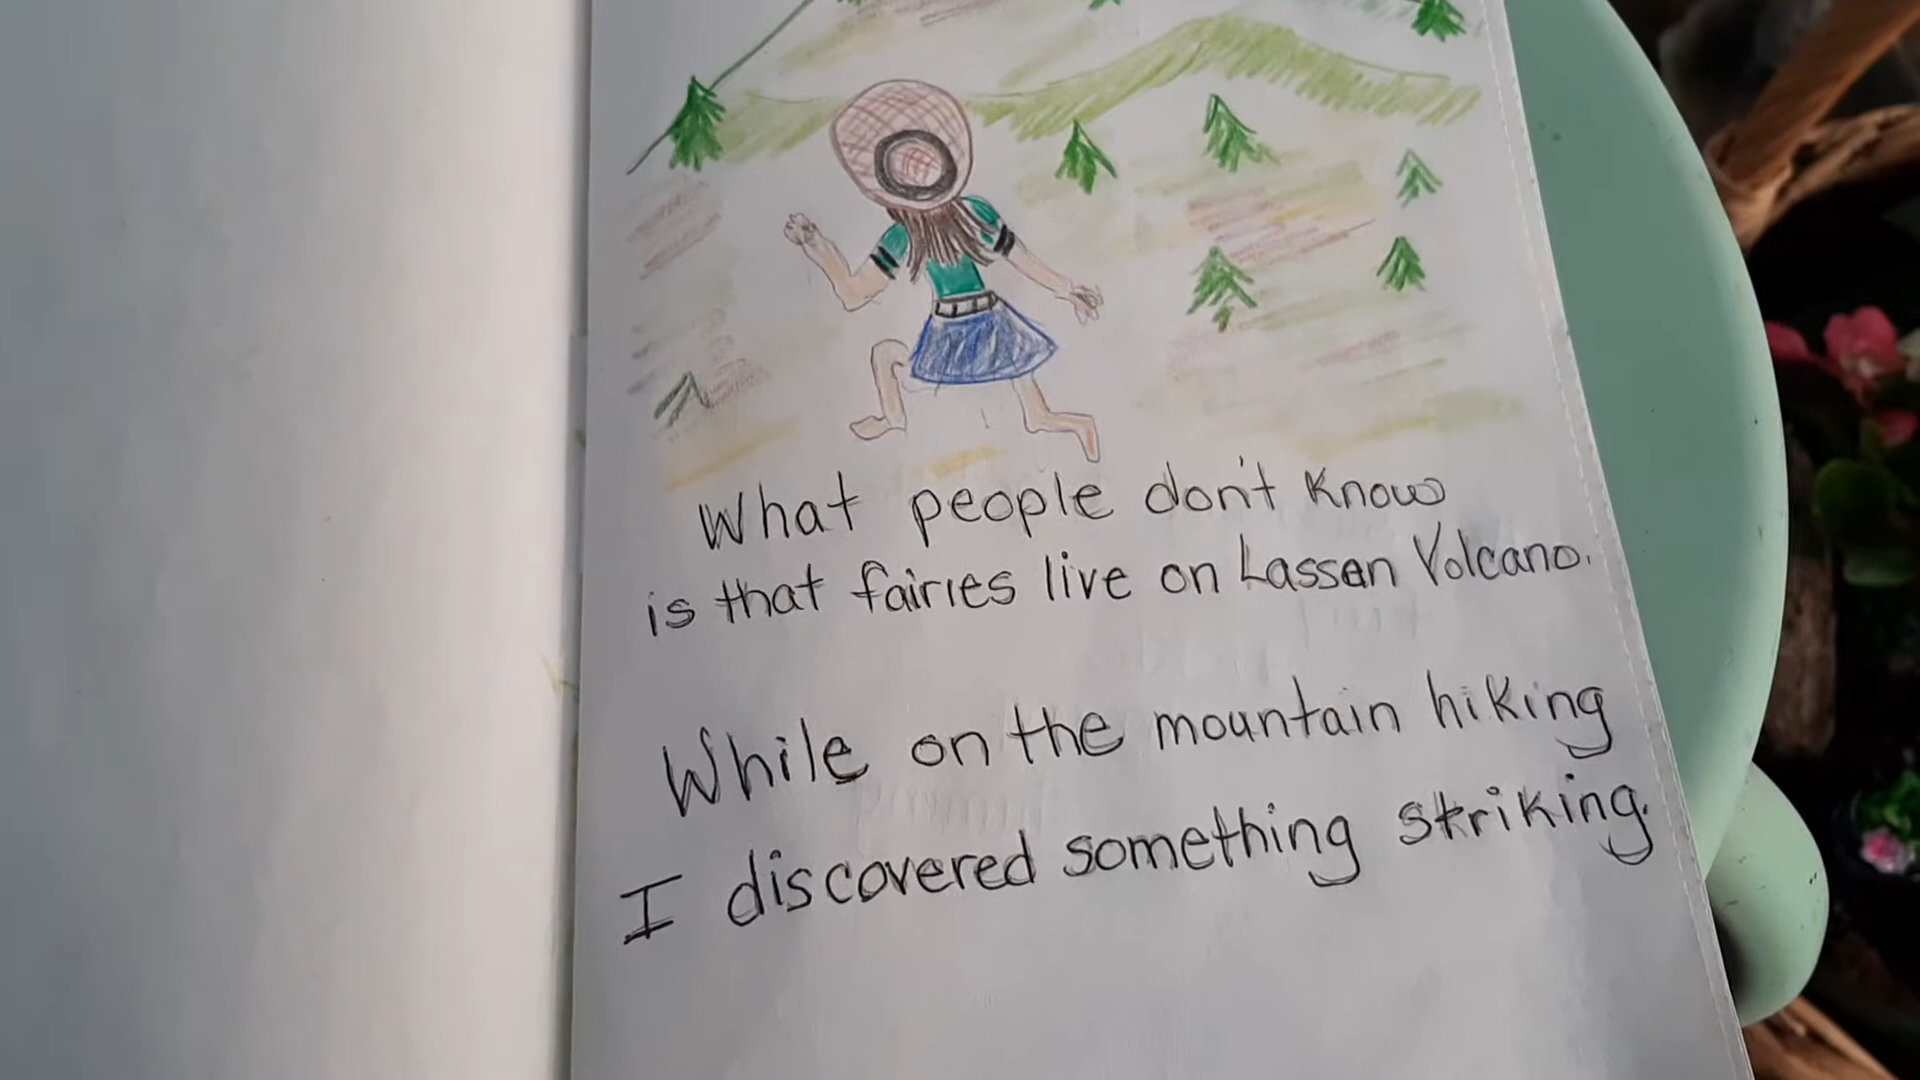 What people don't know
is that fairies live on Lassen Volcano.
While on the mountain hiking
I discovered something striking.